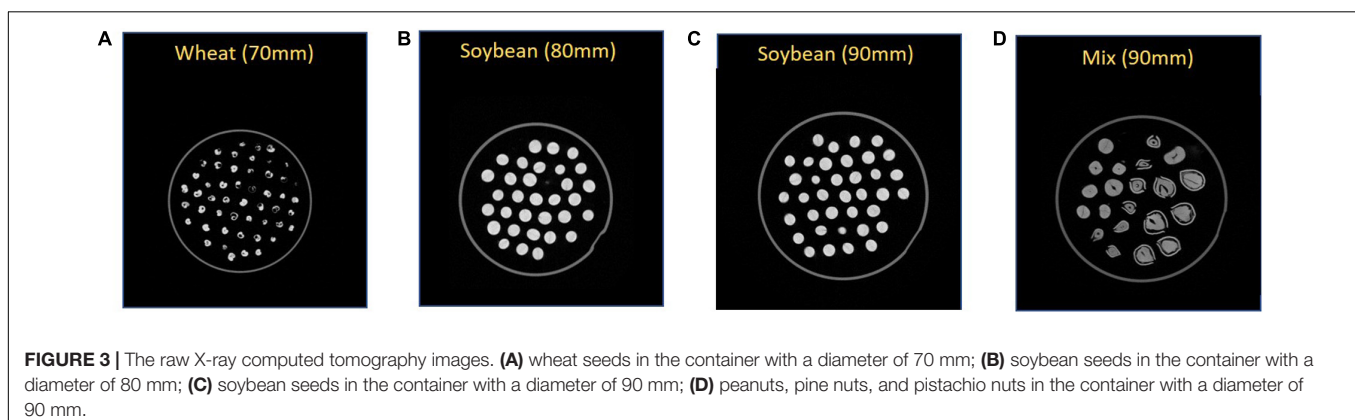 A
Wheat (70mm)
B
Soybean (80mm)
C
Soybean (90mm)
D
Mix (90mm)
FIGURE 3 | The raw X-ray computed tomography images. (A) wheat seeds in the container with a diameter of 70 mm; (B) soybean seeds in the container with a
diameter of 80 mm; (C) soybean seeds in the container with a diameter of 90 mm; (D) peanuts, pine nuts, and pistachio nuts in the container with a diameter of
90 mm.